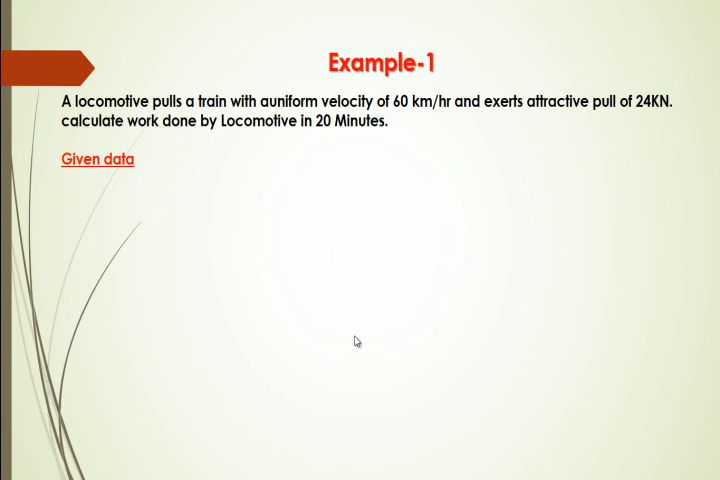 Example-1
A locomotive pulls a train with auniform velocity of 60 km/hr and exerts attractive pull of 24KN.
calculate work done by Locomotive in 20 Minutes.
Given data